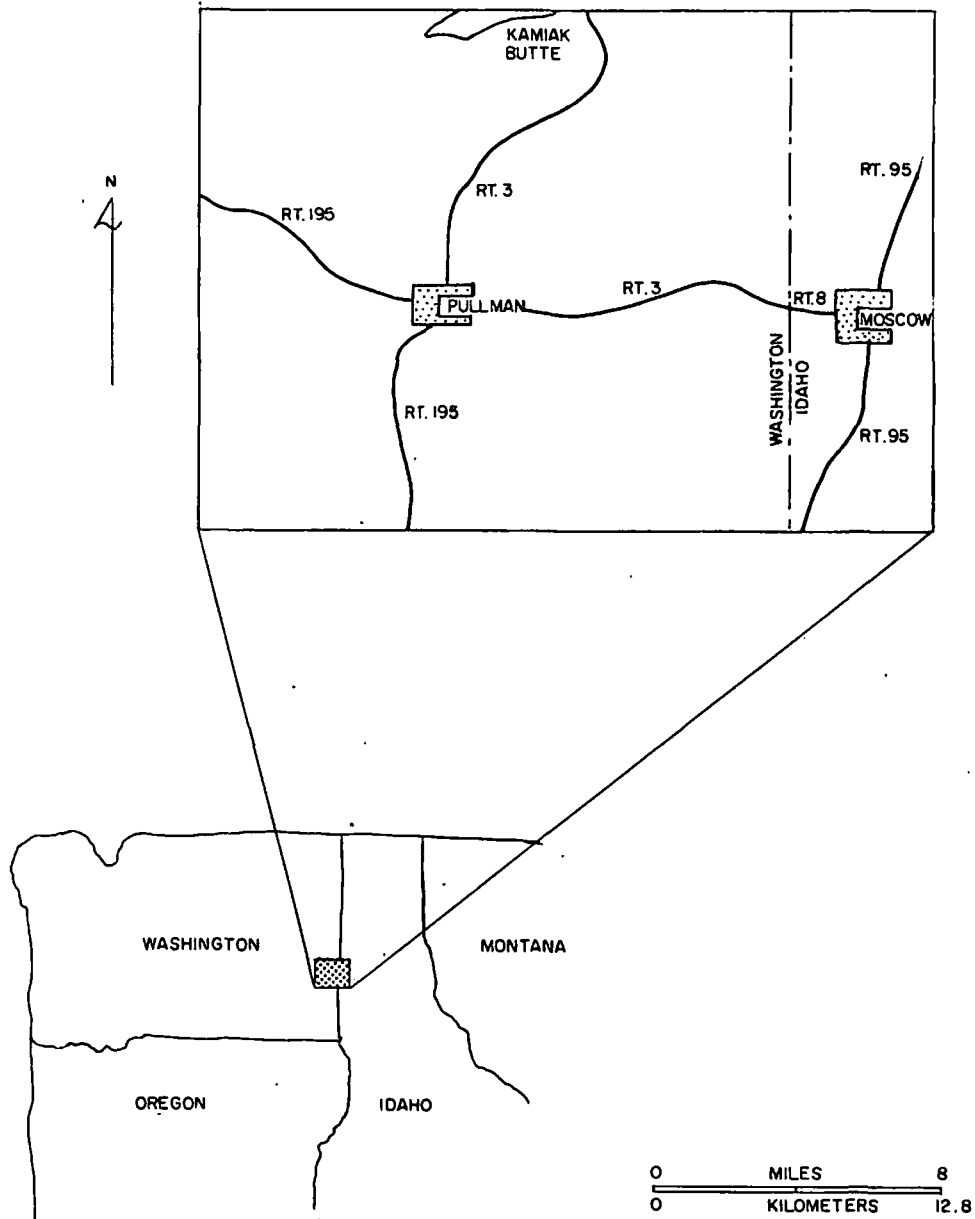 KAMIAK
BUTTE
N
RT. 3
RT. 95
RT. 195
RT. 3
RT. 8
PULLMAN
MOSCOW
WASHINGTON
IDAHO
RT. 195
RT. 95
WASHINGTON
MONTANA
OREGON
IDAHO
0 MILES 8
0 KILOMETERS 12.8